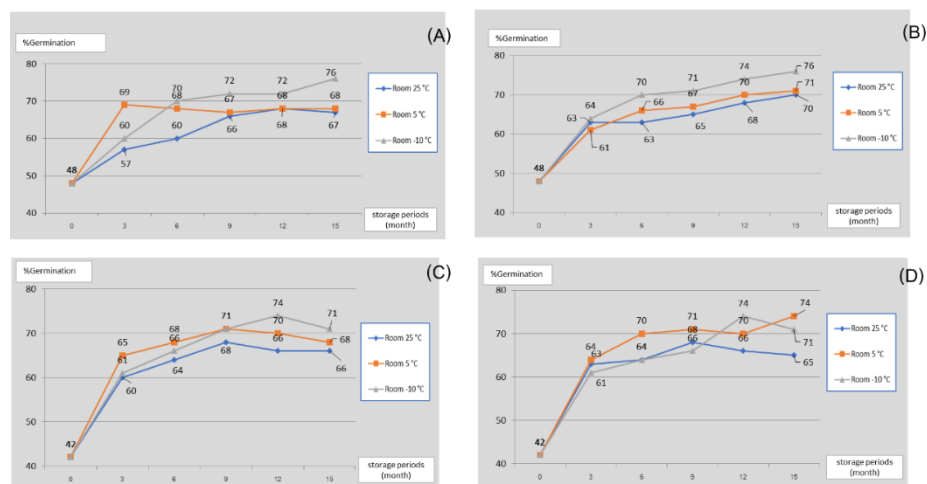 (A)
%Germination
80
70
60
50
40
48
69
60
57
70
68
60
72
67
66
72
68
68
76
68
67
0 3 6 9 12 15
storage periods
(month)
Room 25 °C
Room 5 °C
Room -10 °C
(B)
%Germination
80
70
60
50
40
48
64
63
61
70
66
63
71
67
65
74
70
68
76
71
70
0 3 6 9 12 15
storage periods
(month)
Room 25 °C
Room 5 °C
Room -10 °C
(C)
%Germination
80
70
60
50
40
42
65
61
60
68
66
64
71
68
74
70
66
71
68
66
0 3 6 9 12 15
storage periods
(month)
Room 25 °C
Room 5 °C
Room -10 °C
(D)
%Germination
80
70
60
50
40
42
64
63
61
70
64
71
68
66
74
70
66
74
71
65
0 3 6 9 12 15
storage periods
(month)
Room 25 °C
Room 5 °C
Room -10 °C